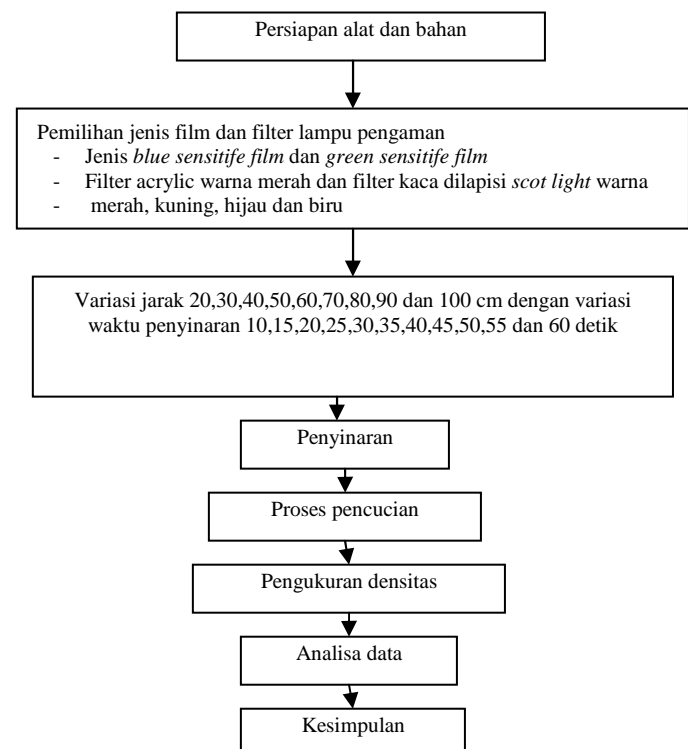 Persiapan alat dan bahan
Pemilihan jenis film dan filter lampu pengaman
- Jenis blue sensitife film dan green sensitife film
- Filter acrylic warna merah dan filter kaca dilapisi scot light warna
- merah, kuning, hijau dan biru
Variasi jarak 20,30,40,50,60,70,80,90 dan 100 cm dengan variasi
waktu penyinaran 10,15,20,25,30,35,40,45,50,55 dan 60 detik
Penyinaran
Proses pencucian
Pengukuran densitas
Analisa data
Kesimpulan